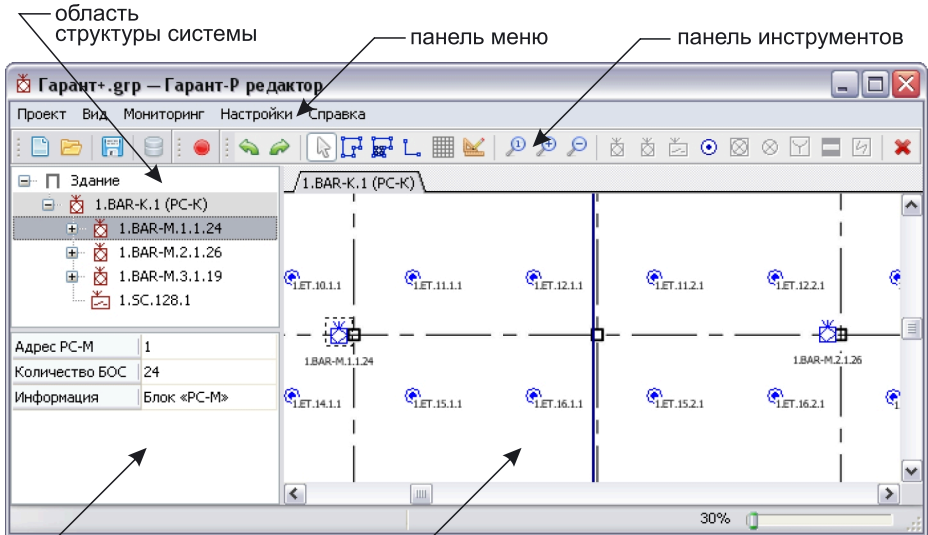 область
структуры системы
панель меню
панель инструментов
Гарант+.grp — Гарант-Р редактор
Проект Вид Мониторинг Настройки Справка
Здание
1.BAR-K.1 (РС-К)
1.BAR-M.1.1.24
1.BAR-M.2.1.26
1.BAR-M.3.1.19
1.SC.128.1
Адрес РС-М 1
Количество БОС 24
Информация Блок «РС-М»
1.BAR-K.1 (РС-К)
1.ET.10.1.1 1.ET.11.1.1 1.ET.12.1.1 1.ET.11.2.1 1.ET.12.2.1
1.BAR-M.1.1.24 1.BAR-M.2.1.26
1.ET.14.1.1 1.ET.15.1.1 1.ET.16.1.1 1.ET.15.2.1 1.ET.16.2.1
30%